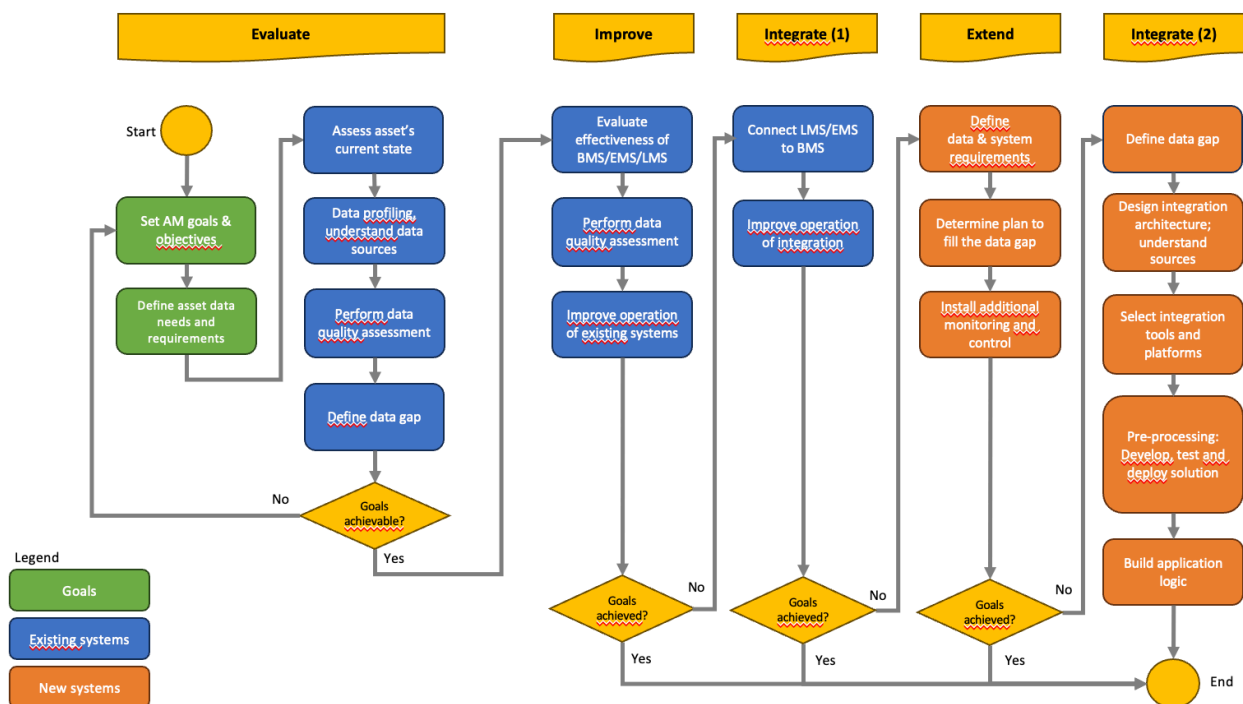 Evaluate
Improve
Integrate (1)
Extend
Integrate (2)
Start
Set AM goals &
objectives
Define asset data
needs and
requirements
Assess asset's
current state
Data profiling,
understand data
sources
Perform data
quality assessment
Define data gap
Goals
achievable?
No
Yes
Evaluate
effectiveness of
BMS/EMS/LMS
Perform data
quality assessment
Improve operation
of existing systems
Goals
achieved?
No
Yes
Connect LMS/EMS
to BMS
Improve operation
of integration
Goals
achieved?
No
Yes
Define
data & system
requirements
Determine plan to
fill the data gap
Install additional
monitoring and
control
Goals
achieved?
No
Yes
Define data gap
Design integration
architecture;
understand
sources
Select integration
tools and
platforms
Pre-processing:
Develop, test and
deploy solution
Build application
logic
End
Legend
Goals
Existing systems
New systems